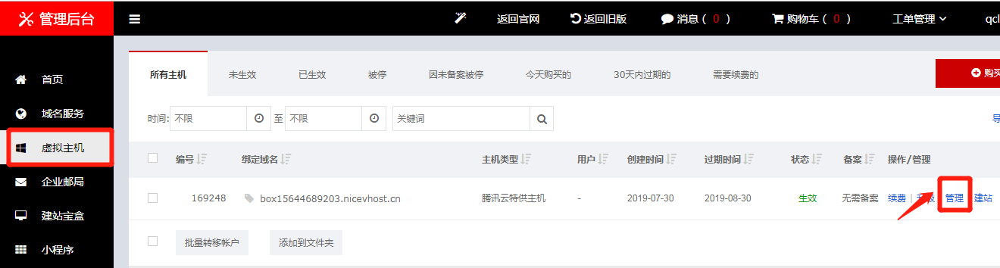 管理后台 返回官网 返回旧版 消息 ( 0 ) 购物车 ( 0 ) 工单管理 qcl
首页
域名服务
虚拟主机
企业邮局
建站宝盒
小程序
所有主机 未生效 已生效 被停 因未备案被停 今天购买的 30天内过期的 需要续费的 购买
时间: 不限 至 不限 关键词 导
编号 绑定域名 主机类型 用户 创建时间 过期时间 状态 备案 操作/管理
169248 box15644689203.nicevhost.cn 腾讯云特供主机 - 2019-07-30 2019-08-30 生效 无需备案 续费 | 管理 建站
批量转移帐户 添加到文件夹